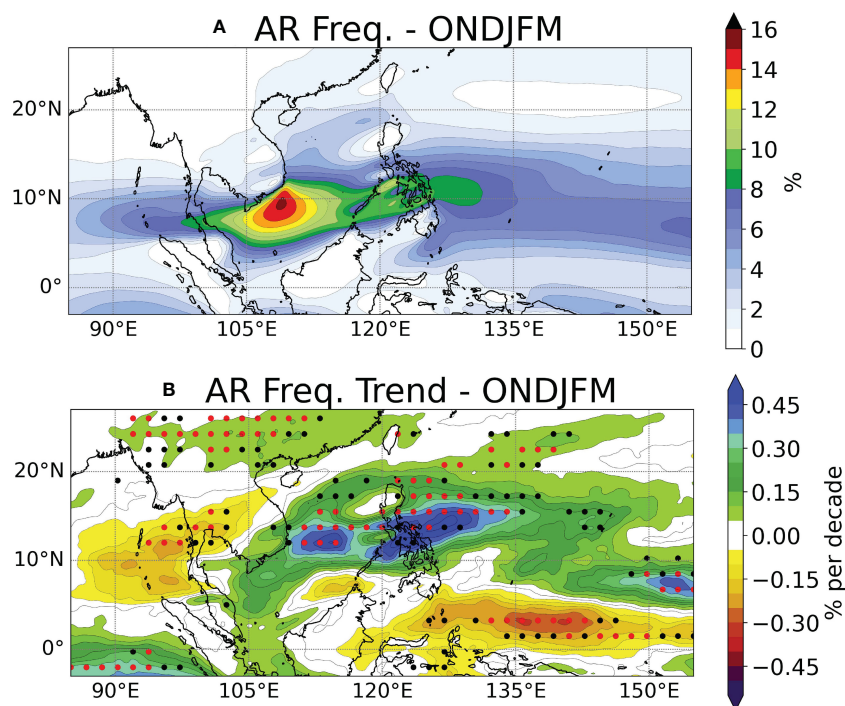 A AR Freq. - ONDJFM
20°N
10°N
0°
90°E 105°E 120°E 135°E 150°E
16
14
12
10
8
6
4
2
0
%
B AR Freq. Trend - ONDJFM
20°N
10°N
0°
90°E 105°E 120°E 135°E 150°E
0.45
0.30
0.15
0.00
−0.15
−0.30
−0.45
% per decade